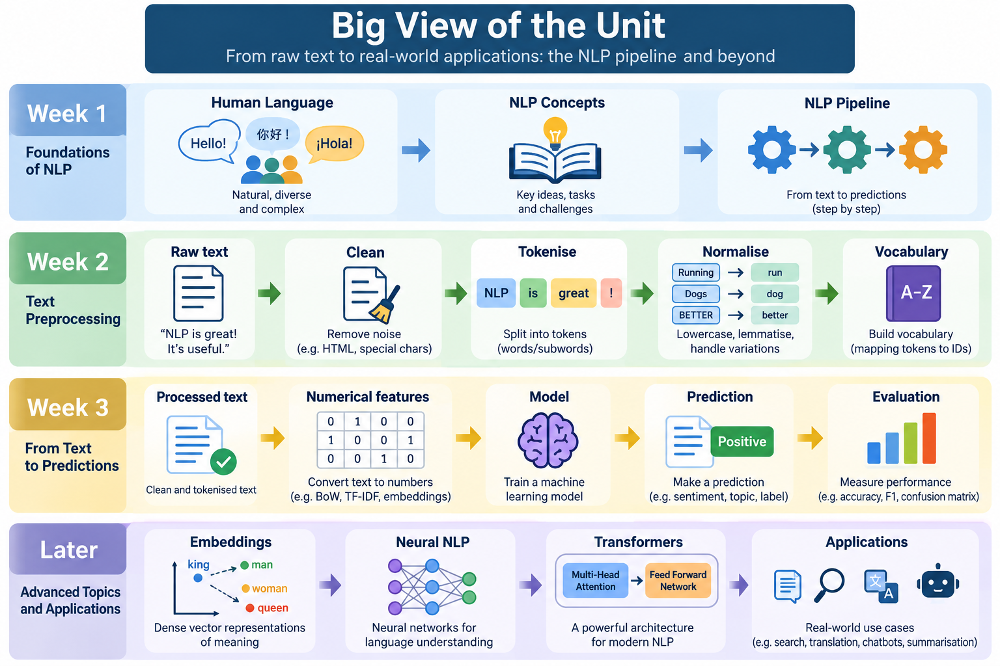 Big View of the Unit
From raw text to real-world applications: the NLP pipeline and beyond
Week 1
Foundations
of NLP
Human Language
Hello!
你好！
¡Hola!
Natural, diverse
and complex
NLP Concepts
Key ideas, tasks
and challenges
NLP Pipeline
From text to predictions
(step by step)
Week 2
Text
Preprocessing
Raw text
“NLP is great!
It’s useful.”
Clean
Remove noise
(e.g. HTML, special chars)
Tokenise
NLP is great !
Split into tokens
(words/subwords)
Normalise
Running → run
Dogs → dog
BETTER → better
Lowercase, lemmatise,
handle variations
Vocabulary
A–Z
Build vocabulary
(mapping tokens to IDs)
Week 3
From Text
to Predictions
Processed text
Clean and tokenised text
Numerical features
0 1 0 0
1 0 0 1
0 0 1 0
Convert text to numbers
(e.g. BoW, TF-IDF, embeddings)
Model
Train a machine
learning model
Prediction
Positive
Make a prediction
(e.g. sentiment, topic, label)
Evaluation
Measure performance
(e.g. accuracy, F1, confusion matrix)
Later
Advanced Topics
and Applications
Embeddings
king
man
woman
queen
Dense vector representations
of meaning
Neural NLP
Neural networks for
language understanding
Transformers
Multi-Head
Attention
Feed Forward
Network
A powerful architecture
for modern NLP
Applications
文
A
Real-world use cases
(e.g. search, translation, chatbots, summarisation)